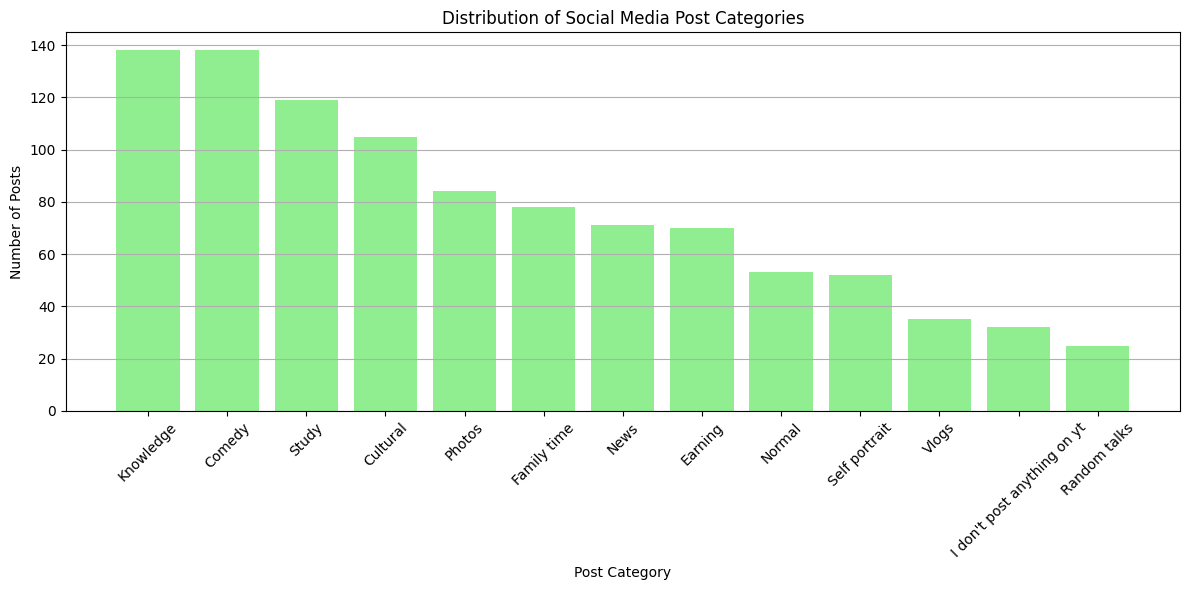 Distribution of Social Media Post Categories
Number of Posts
140
120
100
80
60
40
20
0
Knowledge
Comedy
Study
Cultural
Photos
Family time
News
Earning
Normal
Self portrait
Vlogs
I don't post anything on yt
Random talks
Post Category